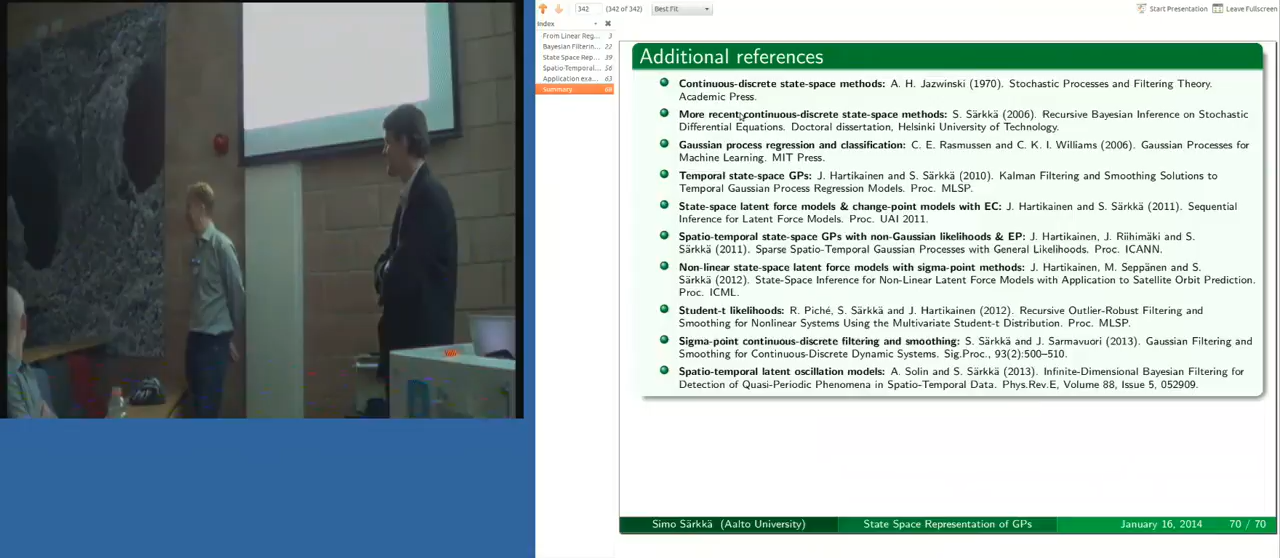 342 (342 of 342) Best Fit Start Presentation Leave Fullscreen
Index
From Linear Reg... 3
Bayesian Filterin... 22
State Space Rep... 39
Spatio-Temporal... 56
Application exa... 63
Summary 68
Additional references
Continuous-discrete state-space methods: A. H. Jazwinski (1970). Stochastic Processes and Filtering Theory.
Academic Press.
More recent continuous-discrete state-space methods: S. Särkkä (2006). Recursive Bayesian Inference on Stochastic
Differential Equations. Doctoral dissertation, Helsinki University of Technology.
Gaussian process regression and classification: C. E. Rasmussen and C. K. I. Williams (2006). Gaussian Processes for
Machine Learning. MIT Press.
Temporal state-space GPs: J. Hartikainen and S. Särkkä (2010). Kalman Filtering and Smoothing Solutions to
Temporal Gaussian Process Regression Models. Proc. MLSP.
State-space latent force models & change-point models with EC: J. Hartikainen and S. Särkkä (2011). Sequential
Inference for Latent Force Models. Proc. UAI 2011.
Spatio-temporal state-space GPs with non-Gaussian likelihoods & EP: J. Hartikainen, J. Riihimäki and S.
Särkkä (2011). Sparse Spatio-Temporal Gaussian Processes with General Likelihoods. Proc. ICANN.
Non-linear state-space latent force models with sigma-point methods: J. Hartikainen, M. Seppänen and S.
Särkkä (2012). State-Space Inference for Non-Linear Latent Force Models with Application to Satellite Orbit Prediction.
Proc. ICML.
Student-t likelihoods: R. Piché, S. Särkkä and J. Hartikainen (2012). Recursive Outlier-Robust Filtering and
Smoothing for Nonlinear Systems Using the Multivariate Student-t Distribution. Proc. MLSP.
Sigma-point continuous-discrete filtering and smoothing: S. Särkkä and J. Sarmavuori (2013). Gaussian Filtering and
Smoothing for Continuous-Discrete Dynamic Systems. Sig.Proc., 93(2):500–510.
Spatio-temporal latent oscillation models: A. Solin and S. Särkkä (2013). Infinite-Dimensional Bayesian Filtering for
Detection of Quasi-Periodic Phenomena in Spatio-Temporal Data. Phys.Rev.E, Volume 88, Issue 5, 052909.
Simo Särkkä (Aalto University) State Space Representation of GPs January 16, 2014 70 / 70